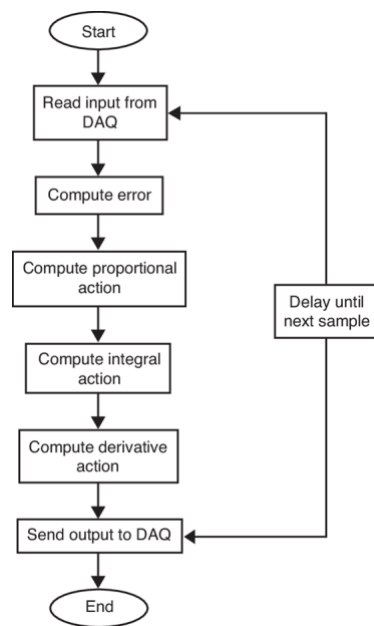 Start
Read input from
DAQ
Compute error
Compute proportional
action
Delay until
next sample
Compute integral
action
Compute derivative
action
Send output to DAQ
End